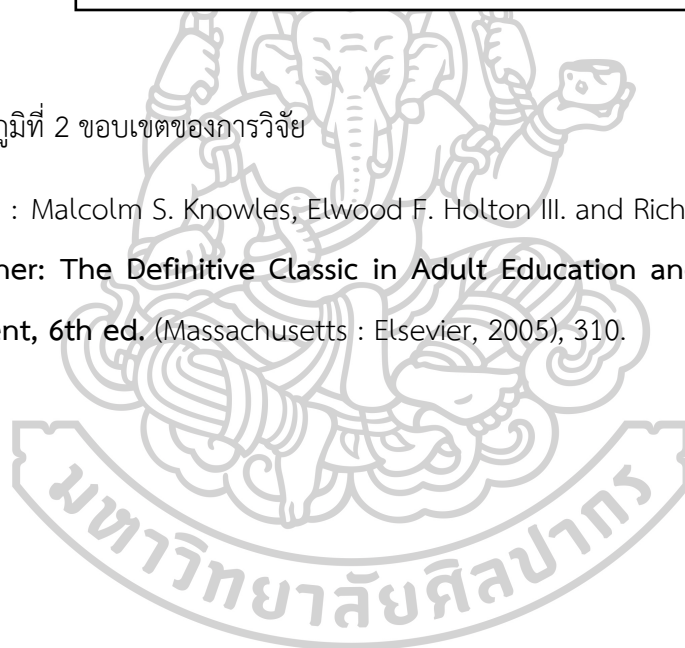 ภูมิที่ 2 ขอบเขตของการวิจัย
: Malcolm S. Knowles, Elwood F. Holton III. and Rich
ner: The Definitive Classic in Adult Education an
ent, 6th ed. (Massachusetts : Elsevier, 2005), 310.
มหาวิทยาลัยศิลปากร